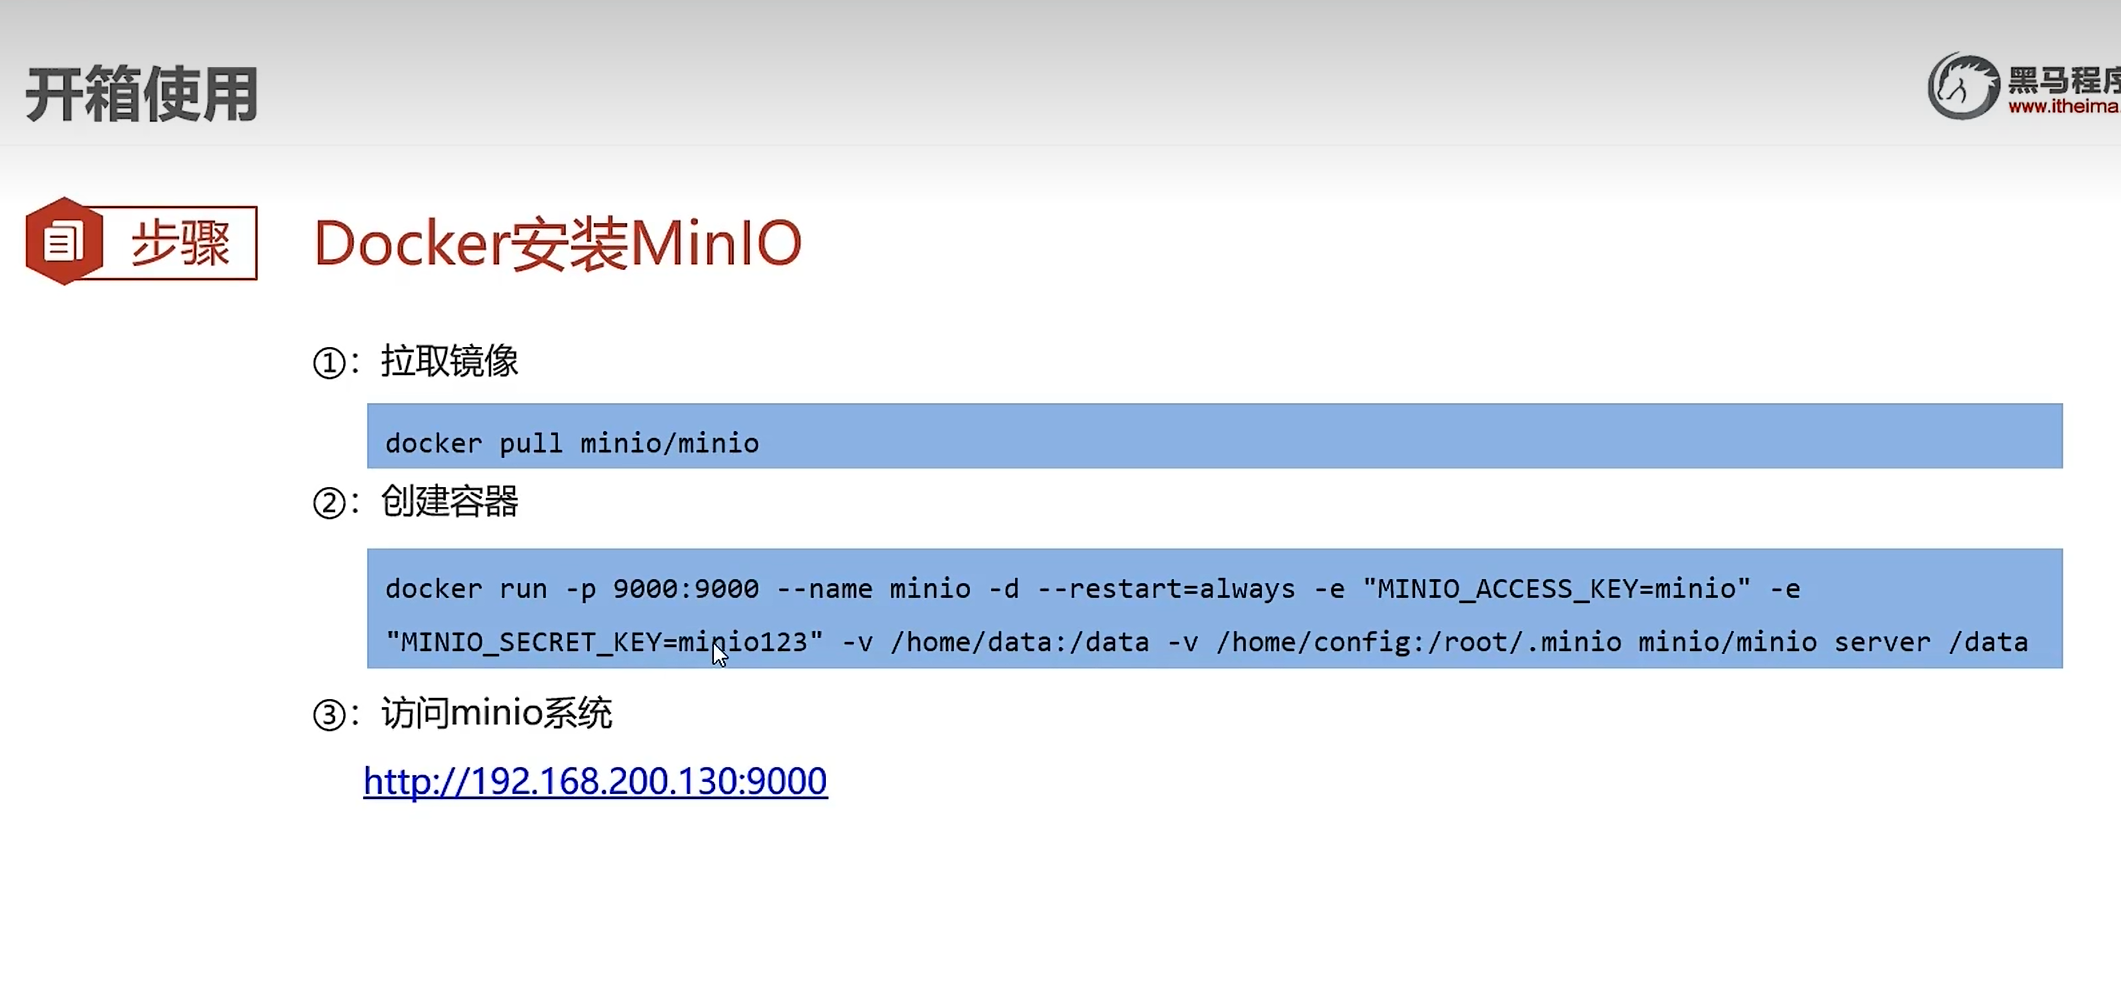 开箱使用
黑马程序
www.itheima.
步骤
Docker安装MinIO
①：拉取镜像
docker pull minio/minio
②：创建容器
docker run -p 9000:9000 --name minio -d --restart=always -e "MINIO_ACCESS_KEY=minio" -e
"MINIO_SECRET_KEY=minio123" -v /home/data:/data -v /home/config:/root/.minio minio/minio server /data
③：访问minio系统
http://192.168.200.130:9000